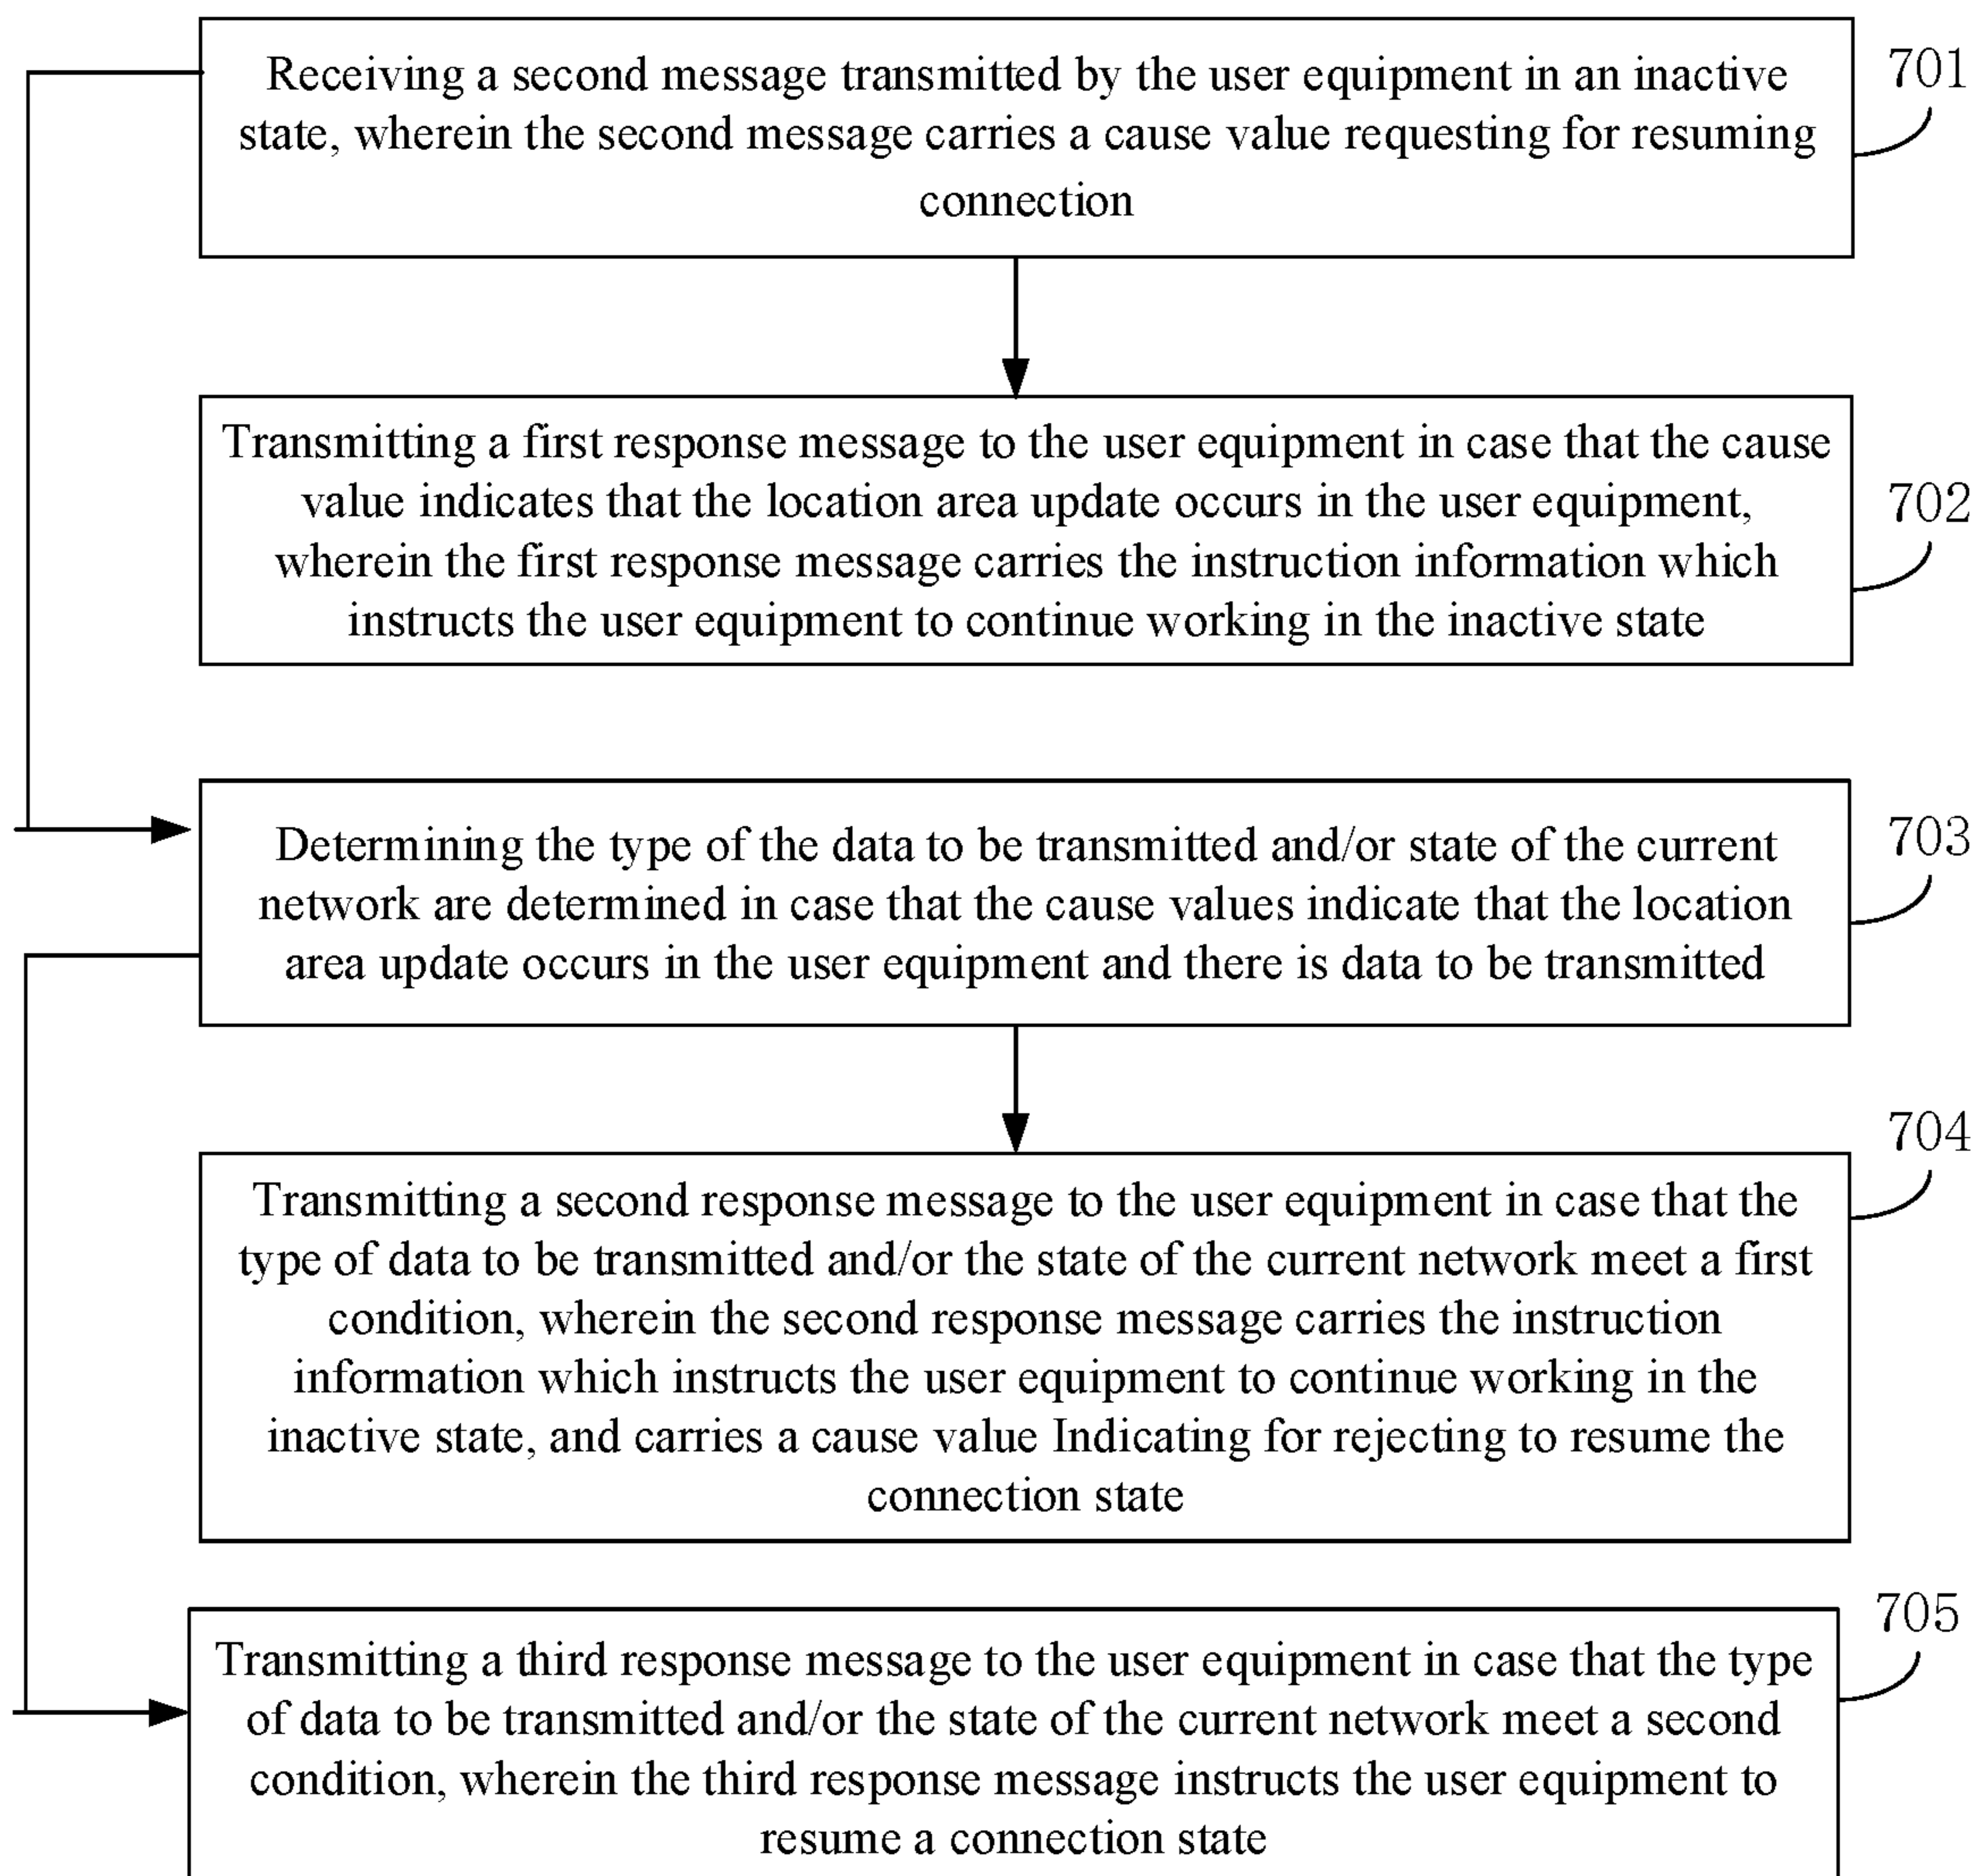 Receiving a second message transmitted by the user equipment in an inactive
state, wherein the second message carries a cause value requesting for resuming
connection
701
Transmitting a first response message to the user equipment in case that the cause
value indicates that the location area update occurs in the user equipment,
wherein the first response message carries the instruction information which
instructs the user equipment to continue working in the inactive state
702
Determining the type of the data to be transmitted and/or state of the current
network are determined in case that the cause values indicate that the location
area update occurs in the user equipment and there is data to be transmitted
703
Transmitting a second response message to the user equipment in case that the
type of data to be transmitted and/or the state of the current network meet a first
condition, wherein the second response message carries the instruction
information which instructs the user equipment to continue working in the
inactive state, and carries a cause value Indicating for rejecting to resume the
connection state
704
Transmitting a third response message to the user equipment in case that the type
of data to be transmitted and/or the state of the current network meet a second
condition, wherein the third response message instructs the user equipment to
resume a connection state
705